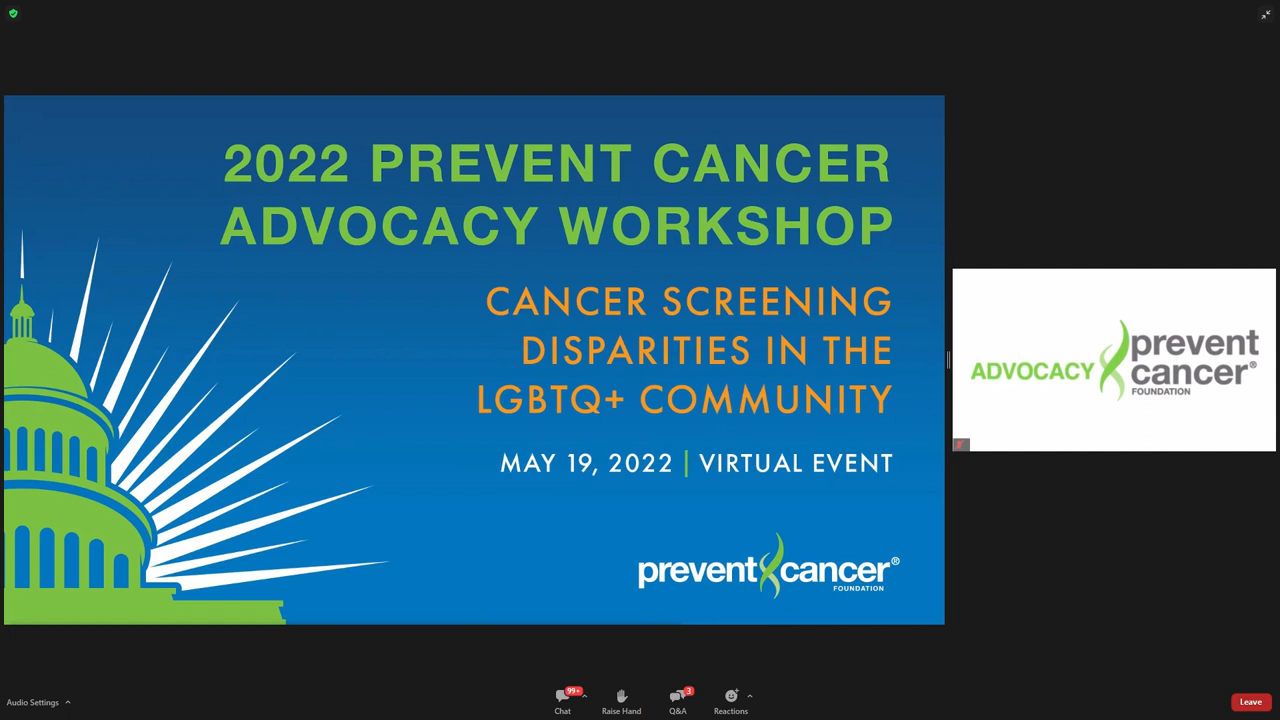 2022 PREVENT CANCER
ADVOCACY WORKSHOP
CANCER SCREENING
DISPARITIES IN THE
LGBTQ+ COMMUNITY
MAY 19, 2022 | VIRTUAL EVENT
prevent cancer®
FOUNDATION
ADVOCACY
prevent
cancer®
FOUNDATION
Audio Settings
99+
Chat
Raise Hand
3
Q&A
Reactions
Leave